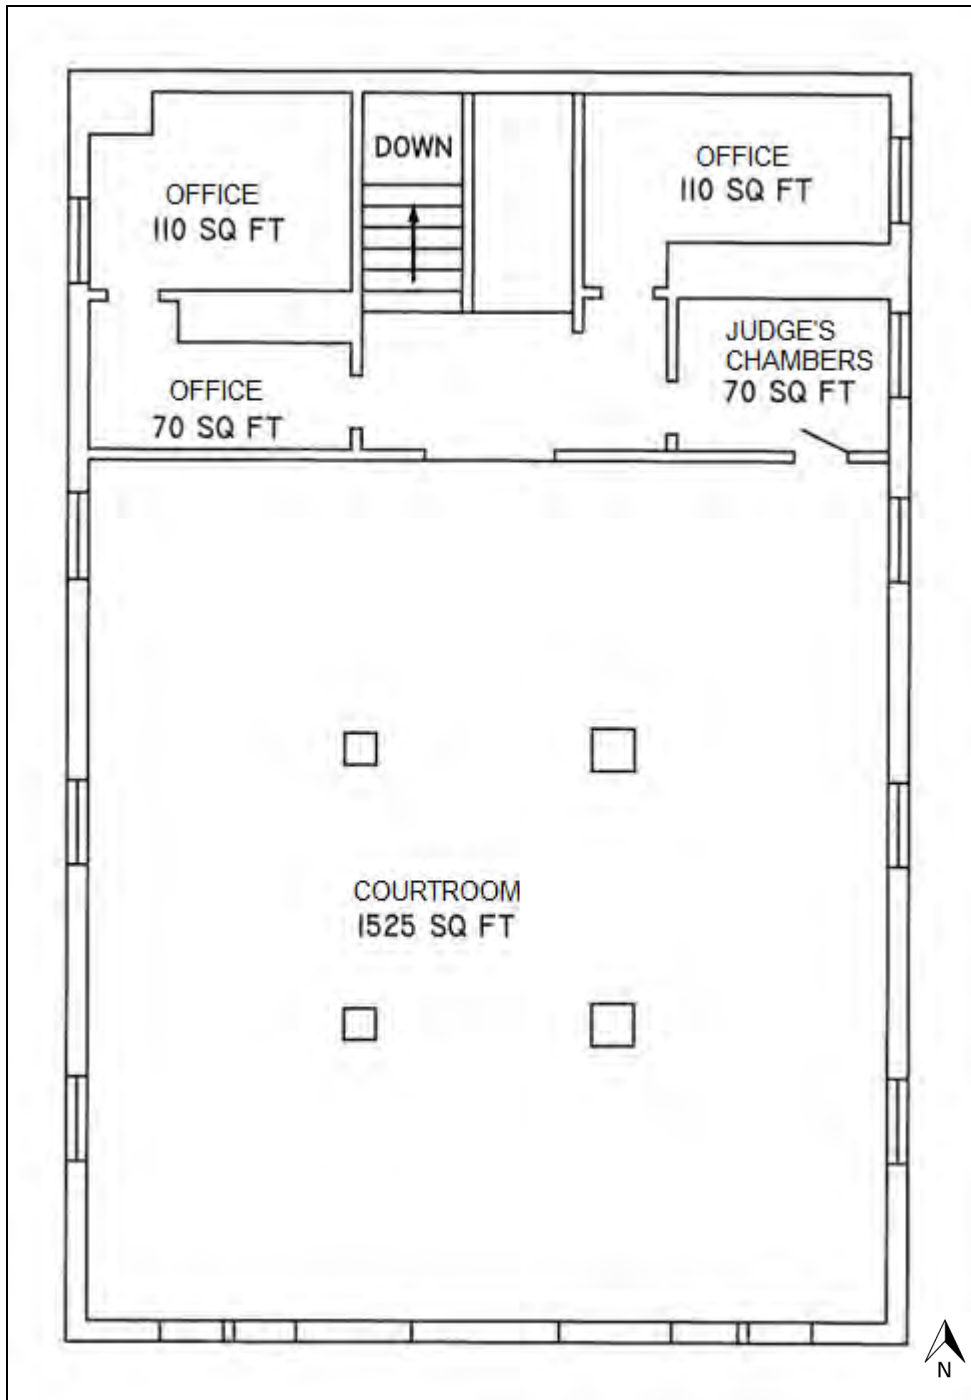 DOWN
OFFICE
110 SQ FT
OFFICE
110 SQ FT
JUDGE'S
CHAMBERS
70 SQ FT
OFFICE
70 SQ FT
COURTROOM
1525 SQ FT
N